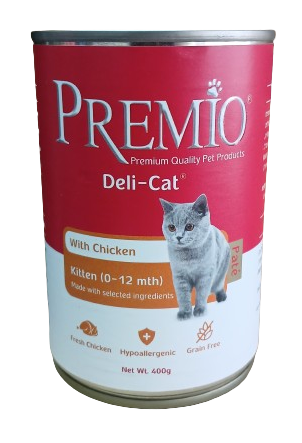 PREMIO®
Premium Quality Pet Products
Deli-Cat®
With Chicken
Kitten (0-12 mth)
Made with selected ingredients
Paté
Fresh Chicken
Hypoallergenic
Grain Free
Net Wt. 400g